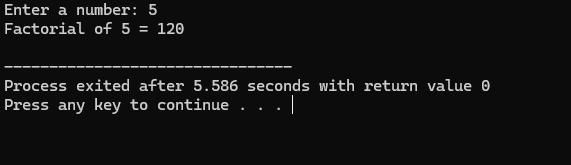 Enter a number: 5
Factorial of 5 = 120
--------------------------------
Process exited after 5.586 seconds with return value 0
Press any key to continue . . .